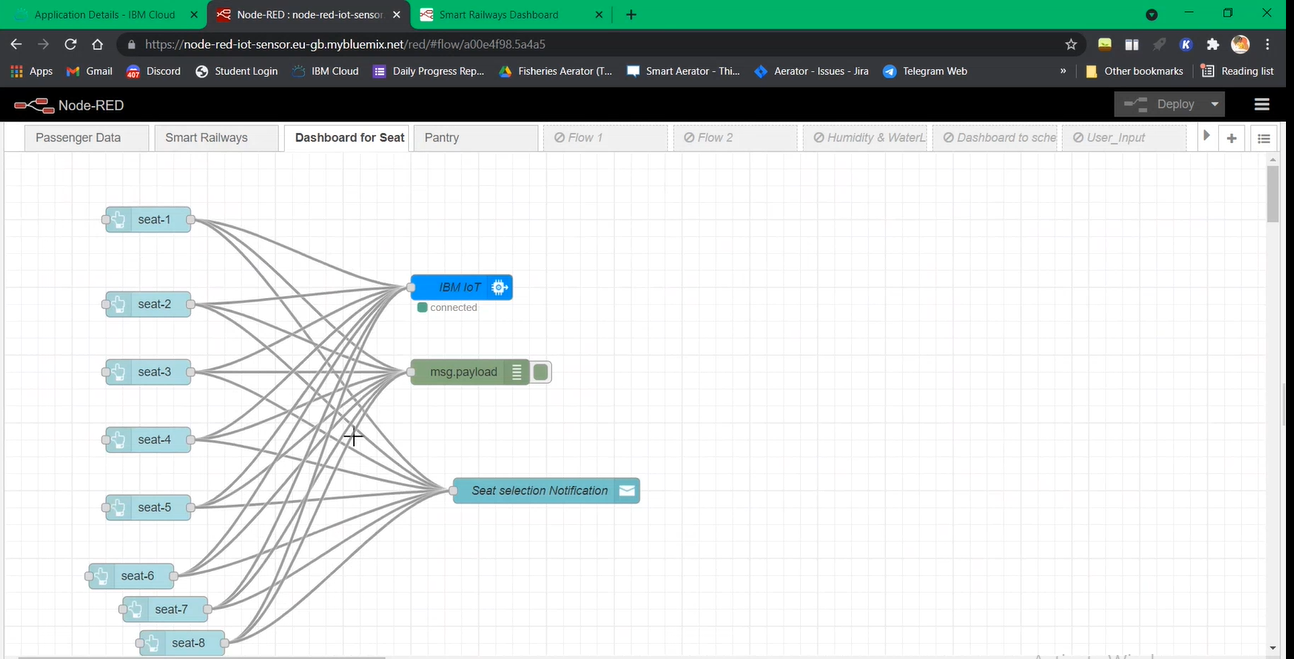 Application Details - IBM Cloud
Node-RED : node-red-iot-sensor
Smart Railways Dashboard
https://node-red-iot-sensor.eu-gb.mybluemix.net/red/#flow/a00e4f98.5a4a5
Apps Gmail 407 Discord Student Login IBM Cloud Daily Progress Rep... Fisheries Aerator (T... Smart Aerator - Thi... Aerator - Issues - Jira Telegram Web » Other bookmarks Reading list
Node-RED Deploy
Passenger Data Smart Railways Dashboard for Seat Pantry Flow 1 Flow 2 Humidity & WaterL Dashboard to sche User_Input
seat-1
IBM IoT
seat-2
connected
seat-3 msg.payload
seat-4
Seat selection Notification
seat-5
seat-6
seat-7
seat-8